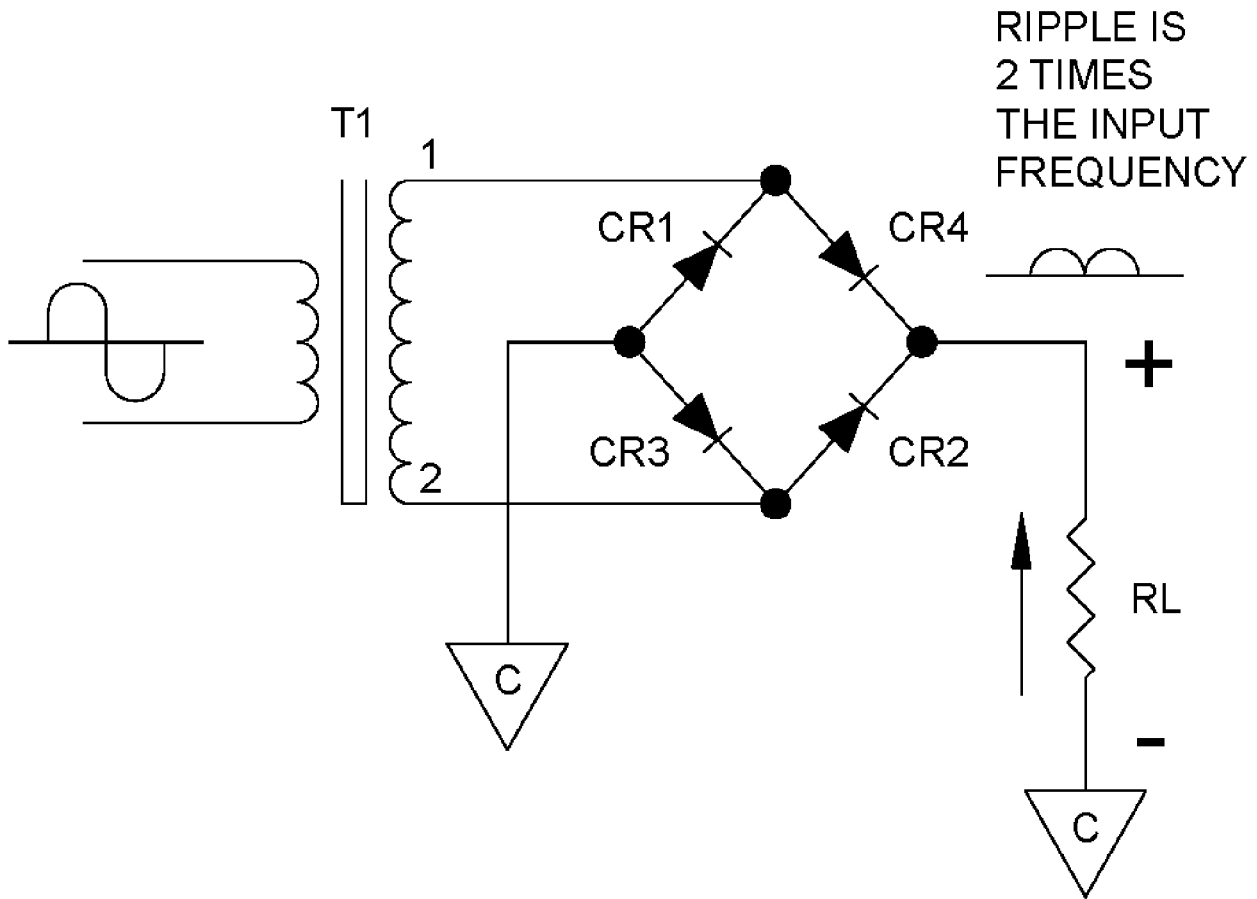 RIPPLE IS
2 TIMES
THE INPUT
FREQUENCY
T1
1
CR1
CR4
+
CR3
CR2
2
RL
C
-
C